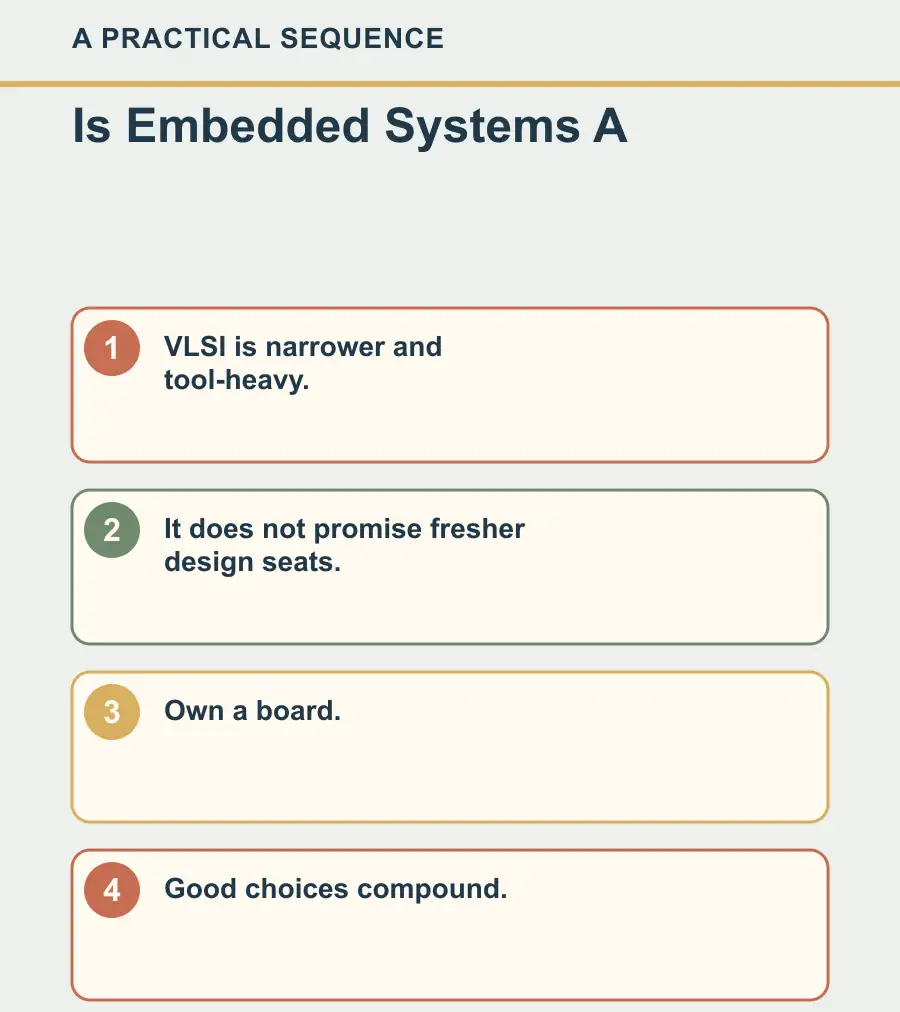 A PRACTICAL SEQUENCE
Is Embedded Systems A
1
VLSI is narrower and
tool-heavy.
2
It does not promise fresher
design seats.
3
Own a board.
4
Good choices compound.